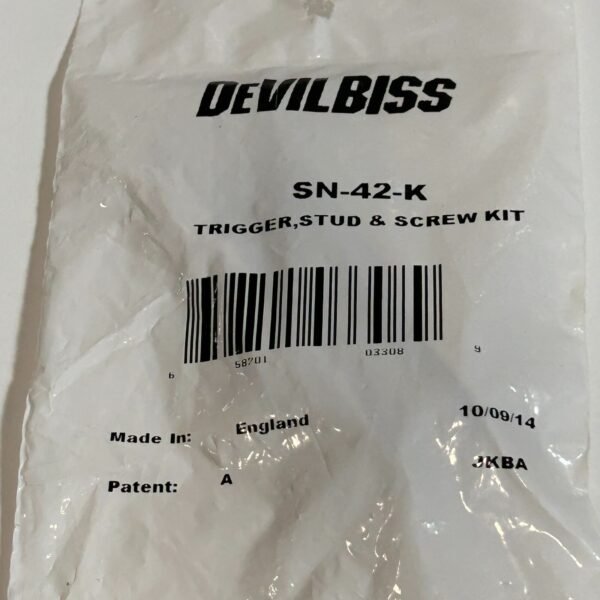 DEVILBISS
SN-42-K
TRIGGER,STUD & SCREW KIT
6 58701 03308 9
Made In: England 10/09/14
Patent: A JKBA